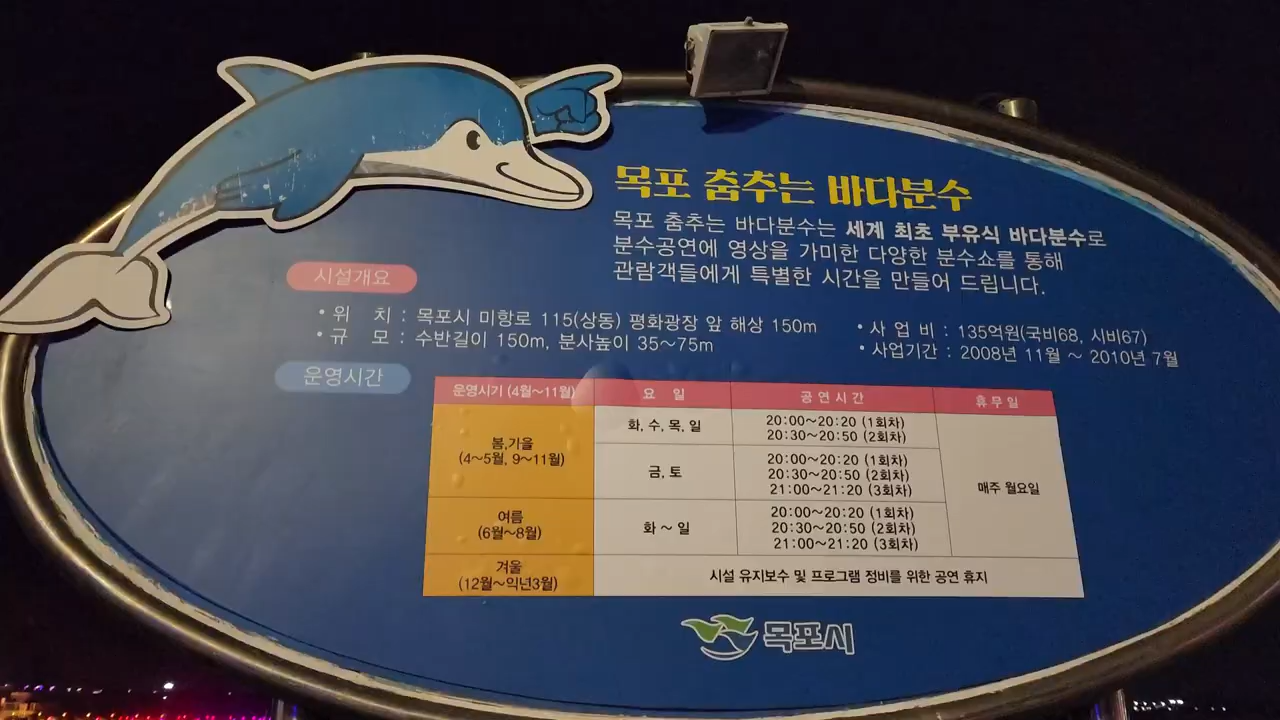 목포 춤추는 바다분수
목포 춤추는 바다분수는 세계 최초 부유식 바다분수로
분수공연에 영상을 가미한 다양한 분수쇼를 통해
관람객들에게 특별한 시간을 만들어 드립니다.
시설개요
• 위 치 : 목포시 미항로 115(상동) 평화광장 앞 해상 150m
• 규 모 : 수반길이 150m, 분사높이 35~75m
• 사 업 비 : 135억원(국비68, 시비67)
• 사업기간 : 2008년 11월 ~ 2010년 7월
운영시간
운영시기 (4월~11월) 요 일 공 연 시 간 휴 무 일
봄,가을
(4~5월, 9~11월)
화, 수, 목, 일
20:00~20:20 (1회차)
20:30~20:50 (2회차)
금, 토
20:00~20:20 (1회차)
20:30~20:50 (2회차)
21:00~21:20 (3회차)
매주 월요일
여름
(6월~8월)
화 ~ 일
20:00~20:20 (1회차)
20:30~20:50 (2회차)
21:00~21:20 (3회차)
겨울
(12월~익년3월)
시설 유지보수 및 프로그램 정비를 위한 공연 휴지
목포시